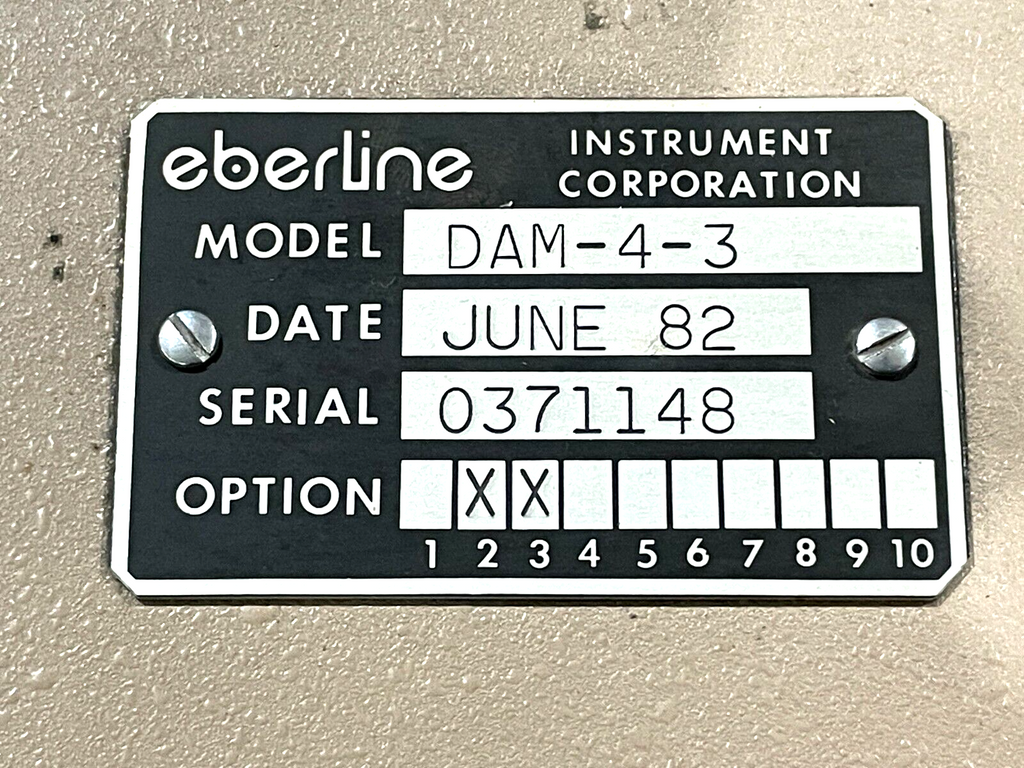 eberline INSTRUMENT CORPORATION
MODEL DAM-4-3
DATE JUNE 82
SERIAL 0371148
OPTION X X
1 2 3 4 5 6 7 8 9 10